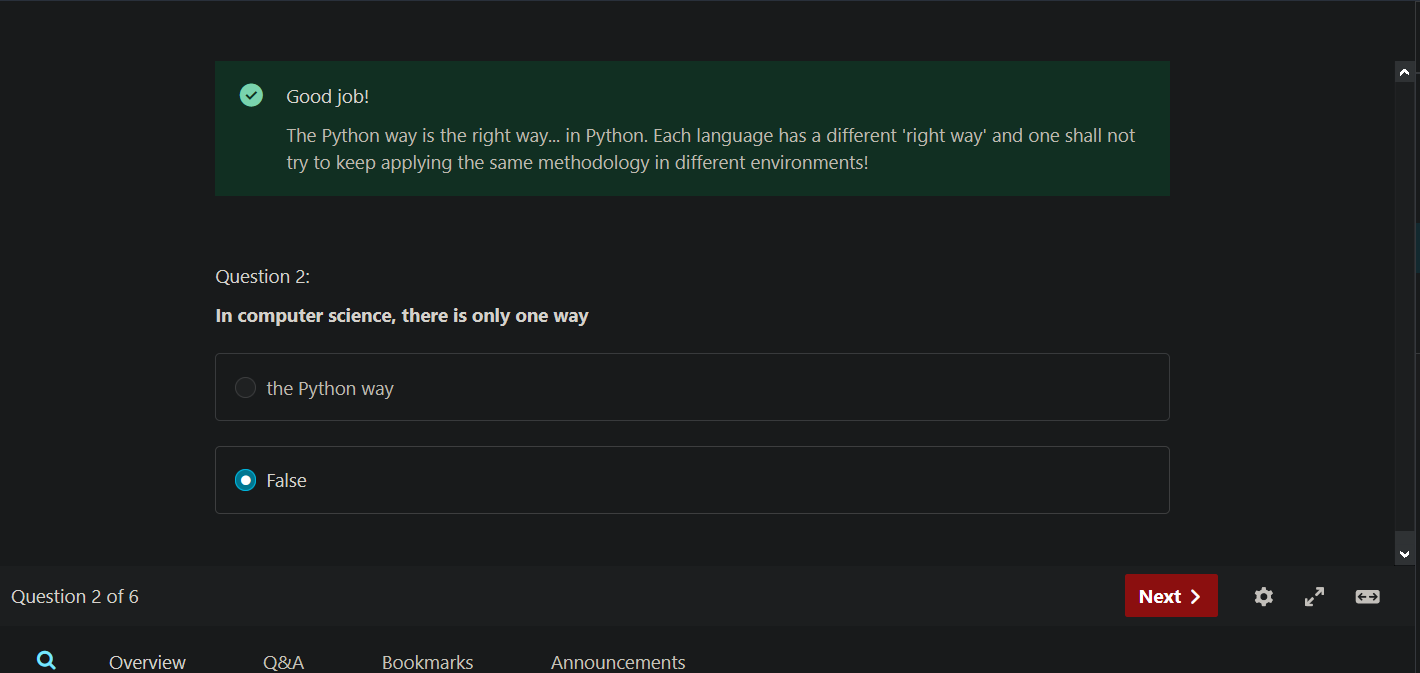 Good job!
The Python way is the right way... in Python. Each language has a different 'right way' and one shall not
try to keep applying the same methodology in different environments!
Question 2:
In computer science, there is only one way
the Python way
False
Question 2 of 6
Next
Overview
Q&A
Bookmarks
Announcements